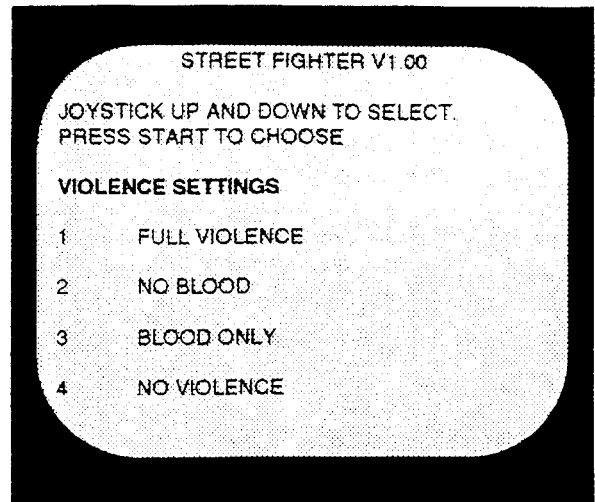 STREET FIGHTER V1.00
JOYSTICK UP AND DOWN TO SELECT.
PRESS START TO CHOOSE
VIOLENCE SETTINGS
1 FULL VIOLENCE
2 NO BLOOD
3 BLOOD ONLY
4 NO VIOLENCE